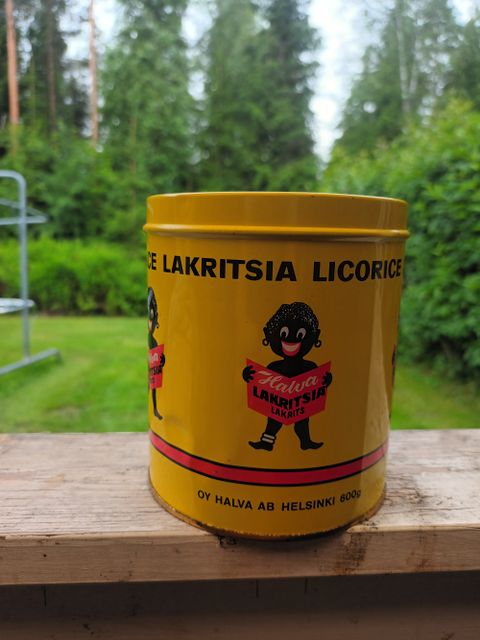 CE LAKRITSIA LICORICE
Halva
LAKRITSIA
LAKRITS
OY HALVA AB HELSINKI 600g